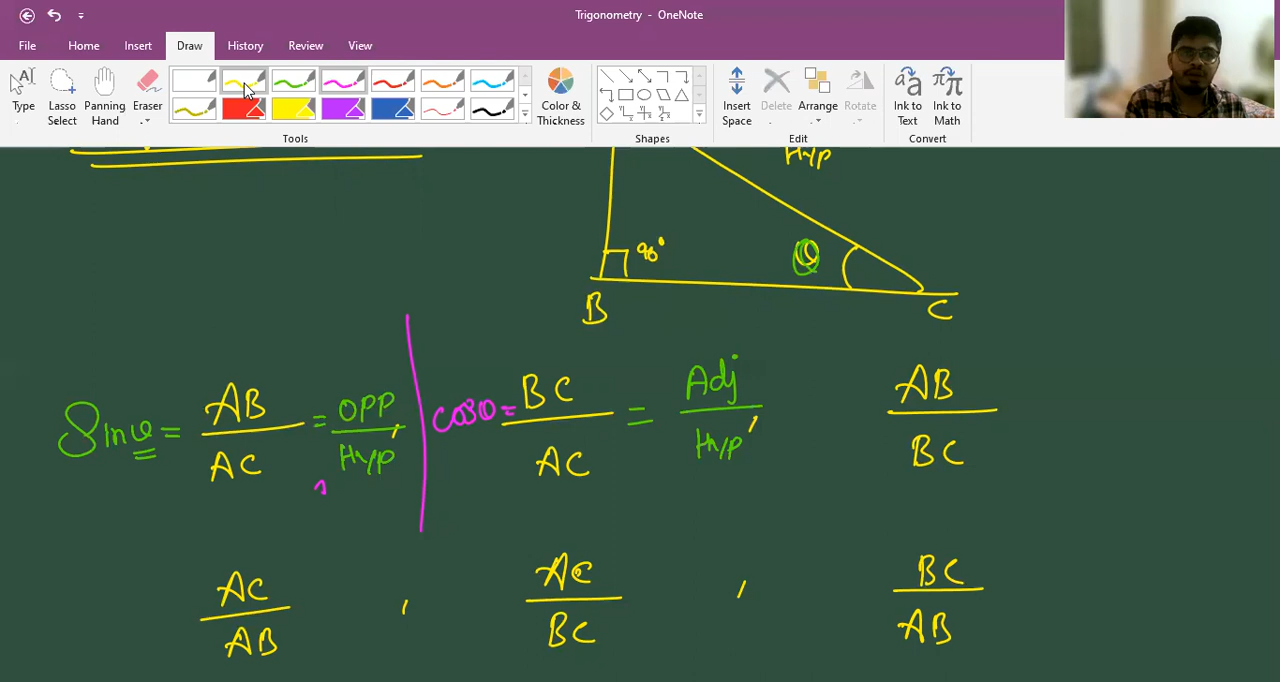 Trigonometry - OneNote
File Home Insert Draw History Review View
Type Lasso Select Panning Hand Eraser Color & Thickness Insert Space Delete Arrange Rotate Ink to Text Ink to Math
Tools Shapes Edit Convert
Hyp
90° θ
B C
Sinθ = AB/AC = OPP/Hyp, cosθ = BC/AC = Adj/Hyp, AB/BC
AC/AB, AC/BC, BC/AB